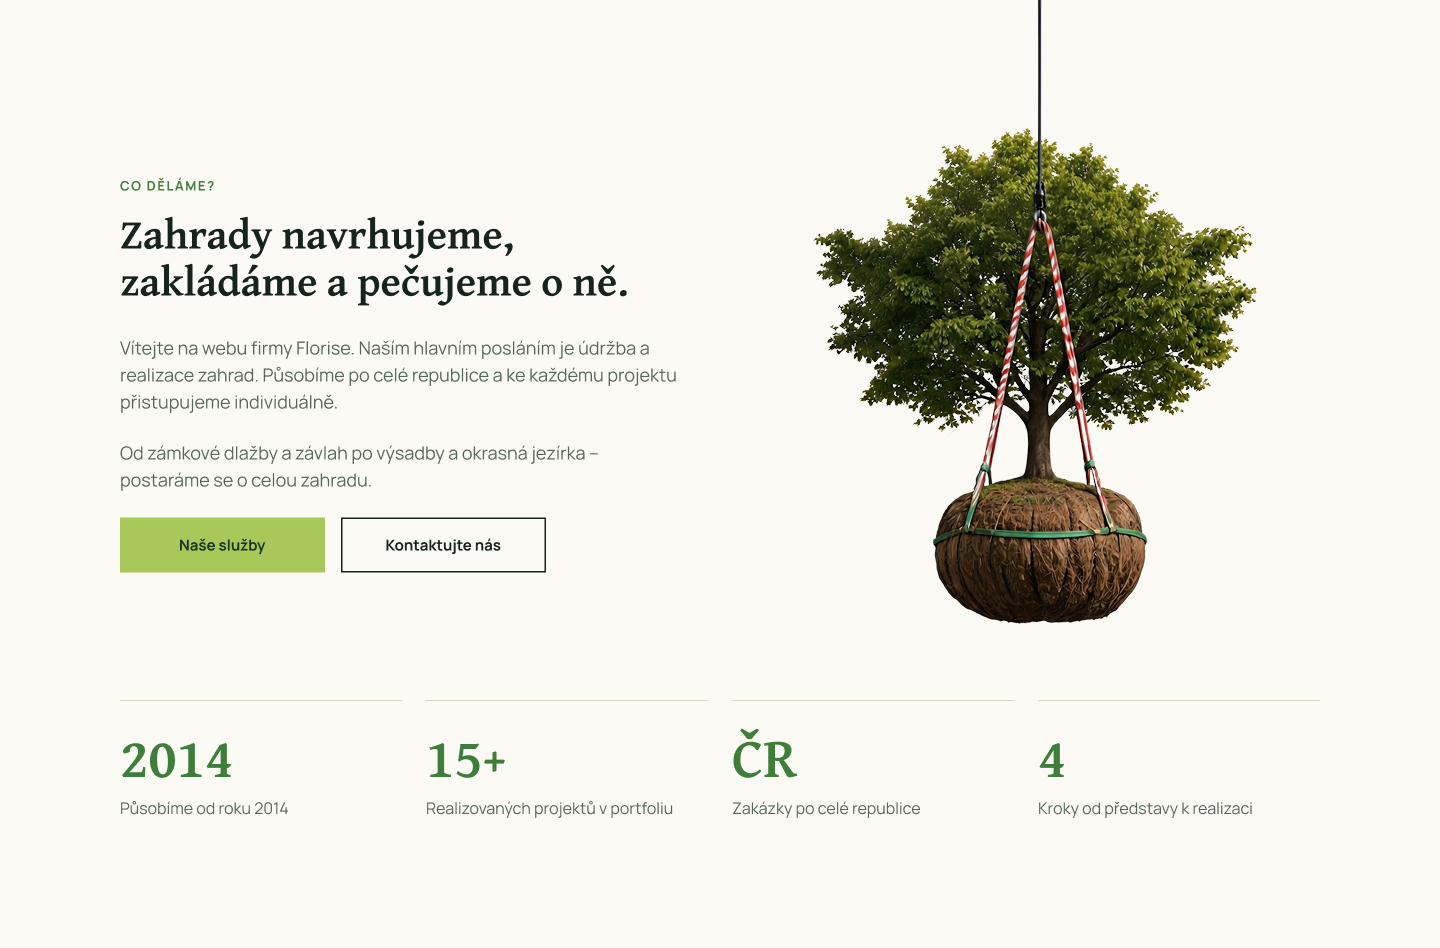 CO DĚLÁME?
Zahrady navrhujeme,
zakládáme a pečujeme o ně.
Vítejte na webu firmy Florise. Naším hlavním posláním je údržba a
realizace zahrad. Působíme po celé republice a ke každému projektu
přistupujeme individuálně.
Od zámkové dlažby a závlah po výsadby a okrasná jezírka –
postaráme se o celou zahradu.
Naše služby
Kontaktujte nás
2014
Působíme od roku 2014
15+
Realizovaných projektů v portfoliu
ČR
Zakázky po celé republice
4
Kroky od představy k realizaci